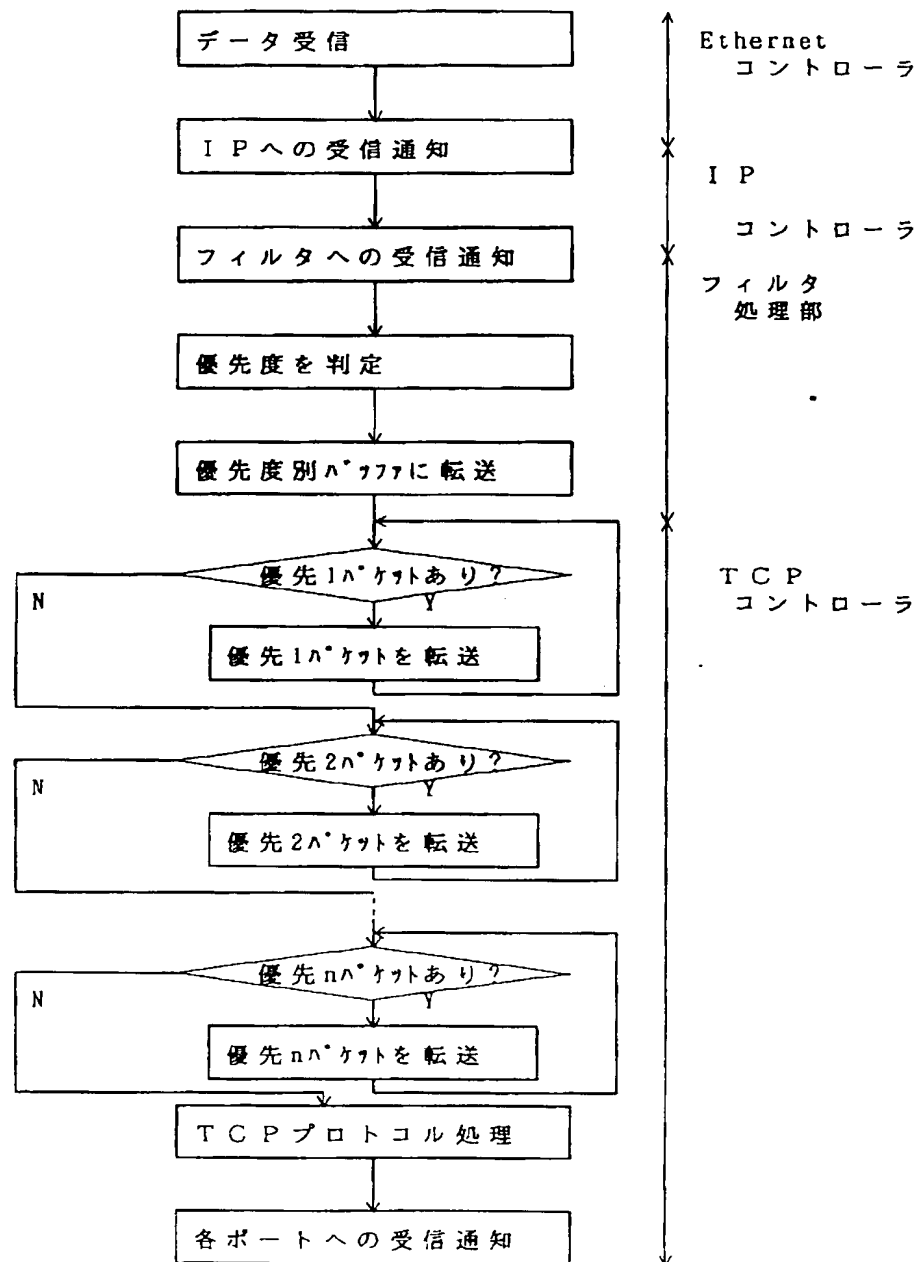 データ受信
Ethernet
コントローラ
IPへの受信通知
IP
コントローラ
フィルタへの受信通知
フィルタ
処理部
優先度を判定
優先度別バッファに転送
優先1パケットあり?
N
Y
TCP
コントローラ
優先1パケットを転送
優先2パケットあり?
N
Y
優先2パケットを転送
優先nパケットあり?
N
Y
優先nパケットを転送
TCPプロトコル処理
各ポートへの受信通知